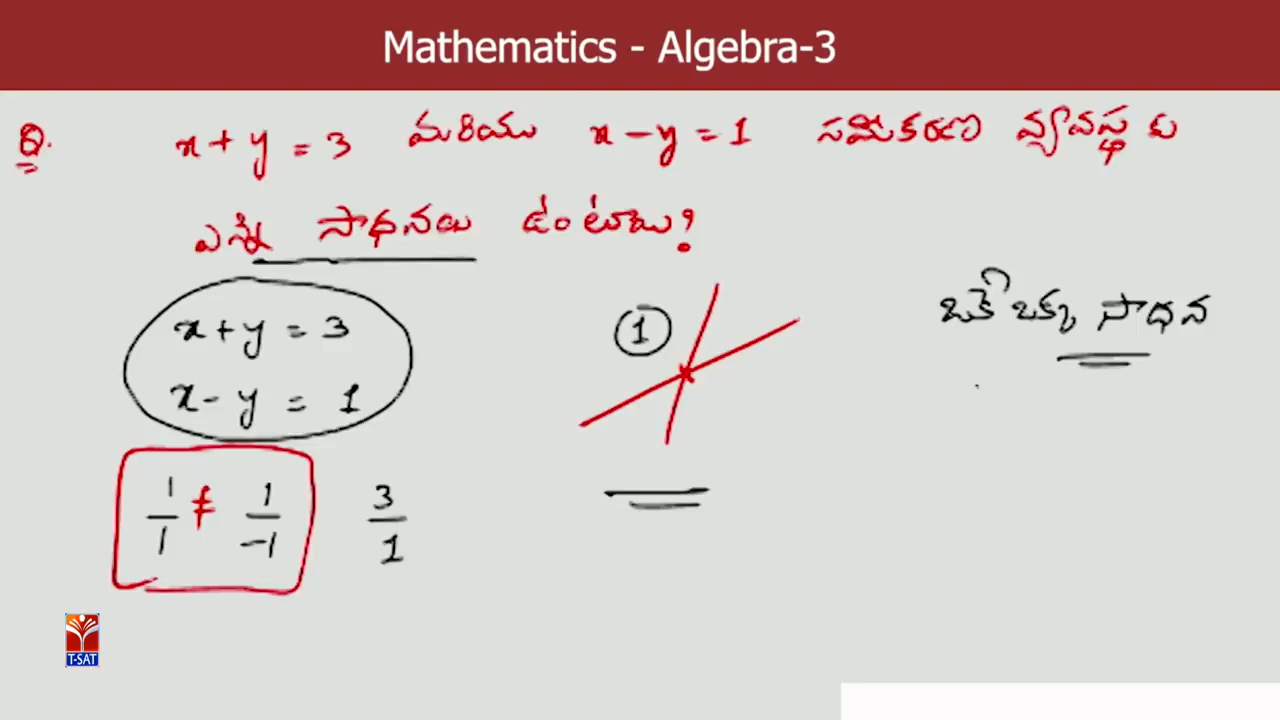 Mathematics - Algebra-3
Q. x + y = 3 మరియు x - y = 1 సమీకరణ వ్యవస్థ కు
ఎన్ని సాధనలు ఉంటాయి?
x + y = 3
x - y = 1
1
ఒకే ఒక్క సాధన
1/1 ≠ 1/-1 3/1
T-SAT